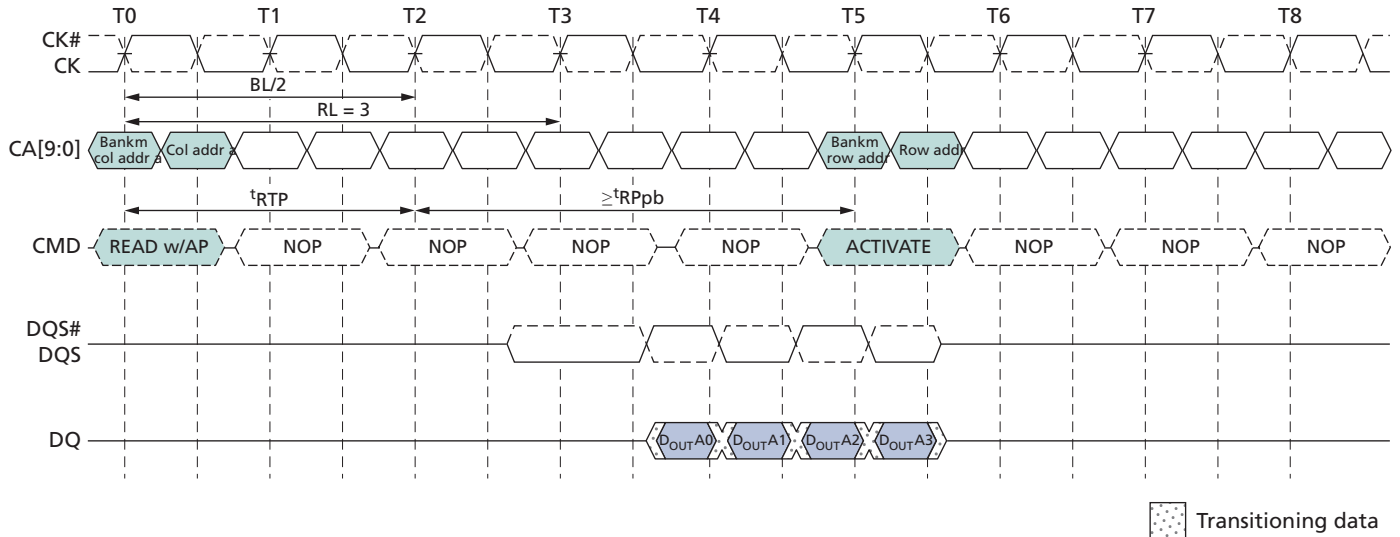 T0 T1 T2 T3 T4 T5 T6 T7 T8
CK#
CK
BL/2
RL = 3
CA[9:0]
Bankm
col addr a
Col addr a
Bankm
row addr
Row addr
tRTP
≥tRPpb
CMD
READ w/AP NOP NOP NOP NOP ACTIVATE NOP NOP NOP
DQS#
DQS
DQ
DOUTA0 DOUTA1 DOUTA2 DOUTA3
Transitioning data